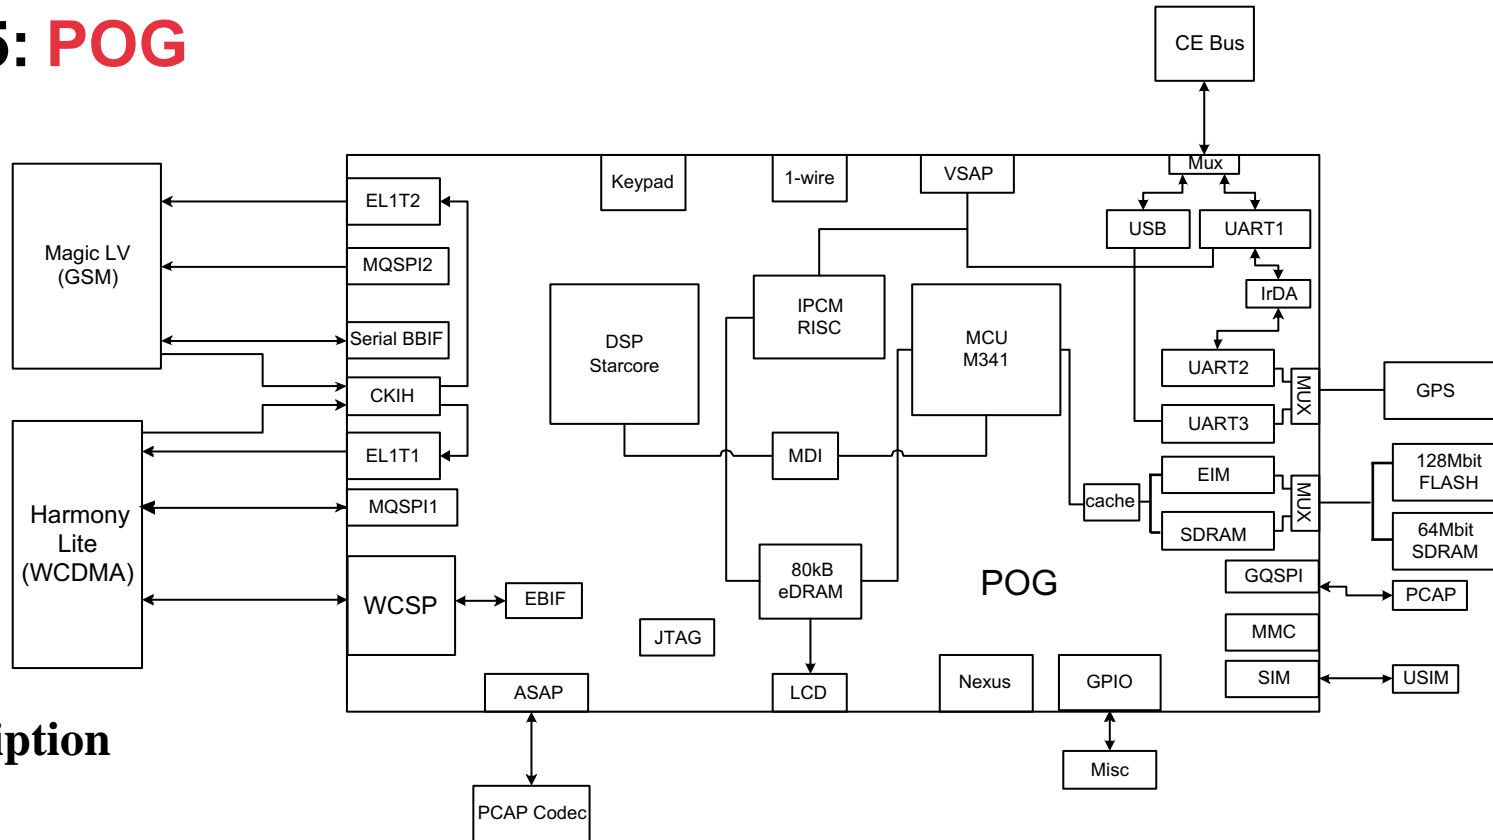 5: POG
CE Bus
Mux
Keypad
1-wire
VSAP
EL1T2
USB
UART1
Magic LV
(GSM)
MQSPI2
IrDA
IPCM
RISC
DSP
Starcore
MCU
M341
Serial BBIF
UART2
CKIH
MUX
GPS
UART3
EL1T1
MDI
EIM
128Mbit
FLASH
cache
MUX
MQSPI1
Harmony
Lite
(WCDMA)
SDRAM
64Mbit
SDRAM
80kB
eDRAM
POG
GQSPI
PCAP
WCSP
EBIF
JTAG
MMC
SIM
USIM
ASAP
LCD
Nexus
GPIO
iption
Misc
PCAP Codec